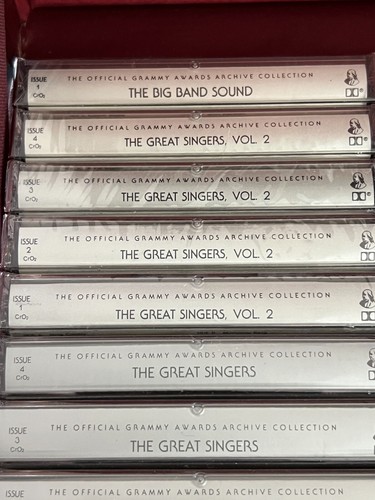 THE OFFICIAL GRAMMY AWARDS ARCHIVE COLLECTION
ISSUE
1
CrO₂
THE BIG BAND SOUND
THE OFFICIAL GRAMMY AWARDS ARCHIVE COLLECTION
ISSUE
4
CrO₂
THE GREAT SINGERS, VOL. 2
THE OFFICIAL GRAMMY AWARDS ARCHIVE COLLECTION
ISSUE
3
CrO₂
THE GREAT SINGERS, VOL. 2
THE OFFICIAL GRAMMY AWARDS ARCHIVE COLLECTION
ISSUE
2
CrO₂
THE GREAT SINGERS, VOL. 2
THE OFFICIAL GRAMMY AWARDS ARCHIVE COLLECTION
ISSUE
1
CrO₂
THE GREAT SINGERS, VOL. 2
THE OFFICIAL GRAMMY AWARDS ARCHIVE COLLECTION
ISSUE
4
CrO₂
THE GREAT SINGERS
THE OFFICIAL GRAMMY AWARDS ARCHIVE COLLECTION
ISSUE
3
CrO₂
THE GREAT SINGERS
THE OFFICIAL GRAMMY AWARDS ARCHIVE COLLECTION
ISSUE